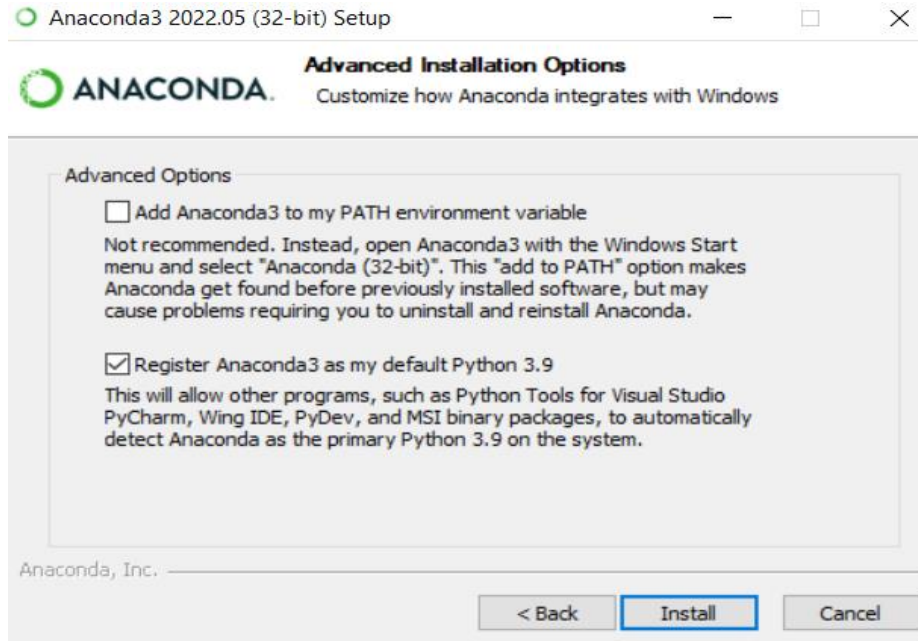 Anaconda3 2022.05 (32-bit) Setup
ANACONDA.
Advanced Installation Options
Customize how Anaconda integrates with Windows
Advanced Options
Add Anaconda3 to my PATH environment variable
Not recommended. Instead, open Anaconda3 with the Windows Start
menu and select "Anaconda (32-bit)". This "add to PATH" option makes
Anaconda get found before previously installed software, but may
cause problems requiring you to uninstall and reinstall Anaconda.
Register Anaconda3 as my default Python 3.9
This will allow other programs, such as Python Tools for Visual Studio
PyCharm, Wing IDE, PyDev, and MSI binary packages, to automatically
detect Anaconda as the primary Python 3.9 on the system.
Anaconda, Inc.
< Back Install Cancel